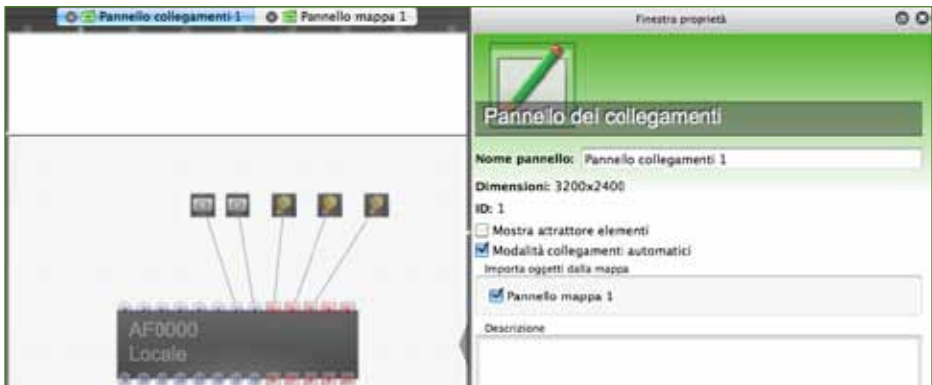 Pannello collegamenti 1
Pannello mappa 1
AF0000
Locale
Finestra proprietà
Pannello dei collegamenti
Nome pannello: Pannello collegamenti 1
Dimensioni: 3200x2400
ID: 1
Mostra attrattore elementi
Modalità collegamenti automatici
Importa oggetti dalla mappa
Pannello mappa 1
Descrizione